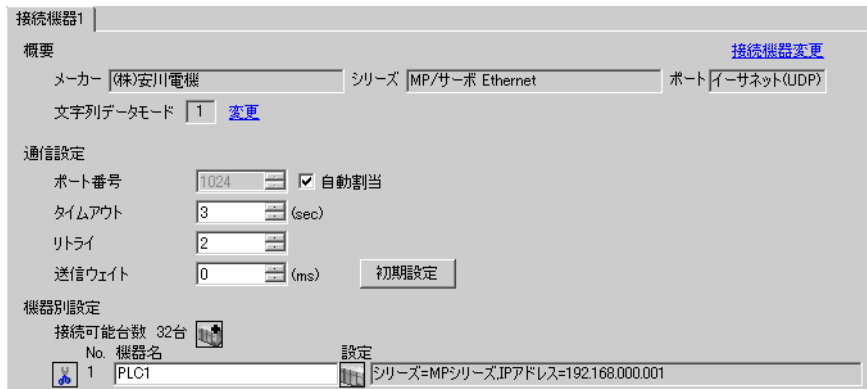 接続機器1
概要 接続機器変更
メーカー (株)安川電機 シリーズ MP/サーボ Ethernet ポート イーサネット(UDP)
文字列データモード 1 変更
通信設定
ポート番号 1024 自動割当
タイムアウト 3 (sec)
リトライ 2
送信ウェイト 0 (ms) 初期設定
機器別設定
接続可能台数 32台
No. 機器名 設定
1 PLC1 シリーズ=MPシリーズ,IPアドレス=192.168.000.001